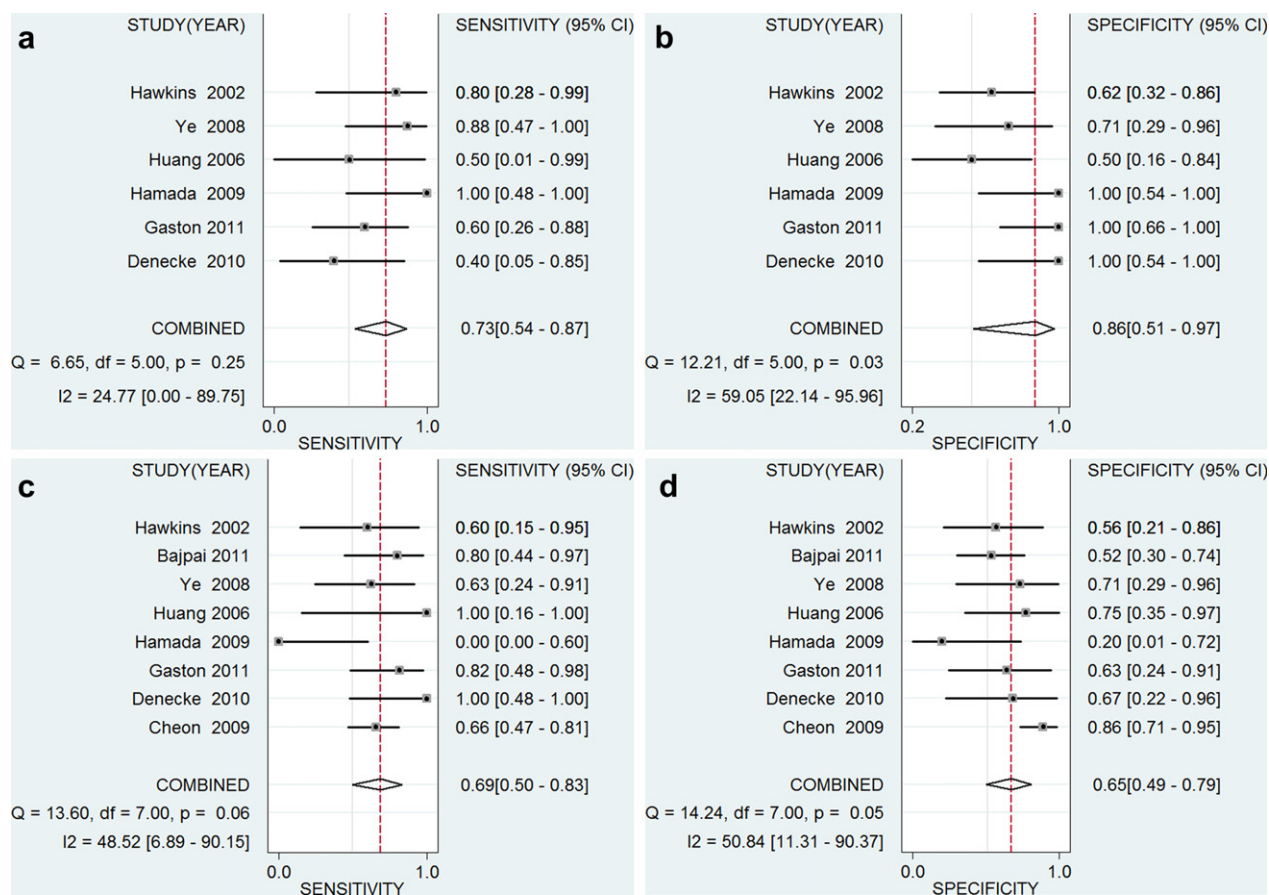 a
STUDY(YEAR) SENSITIVITY (95% CI)
Hawkins 2002 0.80 [0.28 - 0.99]
Ye 2008 0.88 [0.47 - 1.00]
Huang 2006 0.50 [0.01 - 0.99]
Hamada 2009 1.00 [0.48 - 1.00]
Gaston 2011 0.60 [0.26 - 0.88]
Denecke 2010 0.40 [0.05 - 0.85]
COMBINED 0.73[0.54 - 0.87]
Q = 6.65, df = 5.00, p = 0.25
I2 = 24.77 [0.00 - 89.75]
0.0 1.0
SENSITIVITY
b
STUDY(YEAR) SPECIFICITY (95% CI)
Hawkins 2002 0.62 [0.32 - 0.86]
Ye 2008 0.71 [0.29 - 0.96]
Huang 2006 0.50 [0.16 - 0.84]
Hamada 2009 1.00 [0.54 - 1.00]
Gaston 2011 1.00 [0.66 - 1.00]
Denecke 2010 1.00 [0.54 - 1.00]
COMBINED 0.86[0.51 - 0.97]
Q = 12.21, df = 5.00, p = 0.03
I2 = 59.05 [22.14 - 95.96]
0.2 1.0
SPECIFICITY
c
STUDY(YEAR) SENSITIVITY (95% CI)
Hawkins 2002 0.60 [0.15 - 0.95]
Bajpai 2011 0.80 [0.44 - 0.97]
Ye 2008 0.63 [0.24 - 0.91]
Huang 2006 1.00 [0.16 - 1.00]
Hamada 2009 0.00 [0.00 - 0.60]
Gaston 2011 0.82 [0.48 - 0.98]
Denecke 2010 1.00 [0.48 - 1.00]
Cheon 2009 0.66 [0.47 - 0.81]
COMBINED 0.69[0.50 - 0.83]
Q = 13.60, df = 7.00, p = 0.06
I2 = 48.52 [6.89 - 90.15]
0.0 1.0
SENSITIVITY
d
STUDY(YEAR) SPECIFICITY (95% CI)
Hawkins 2002 0.56 [0.21 - 0.86]
Bajpai 2011 0.52 [0.30 - 0.74]
Ye 2008 0.71 [0.29 - 0.96]
Huang 2006 0.75 [0.35 - 0.97]
Hamada 2009 0.20 [0.01 - 0.72]
Gaston 2011 0.63 [0.24 - 0.91]
Denecke 2010 0.67 [0.22 - 0.96]
Cheon 2009 0.86 [0.71 - 0.95]
COMBINED 0.65[0.49 - 0.79]
Q = 14.24, df = 7.00, p = 0.05
I2 = 50.84 [11.31 - 90.37]
0.0 1.0
SPECIFICITY